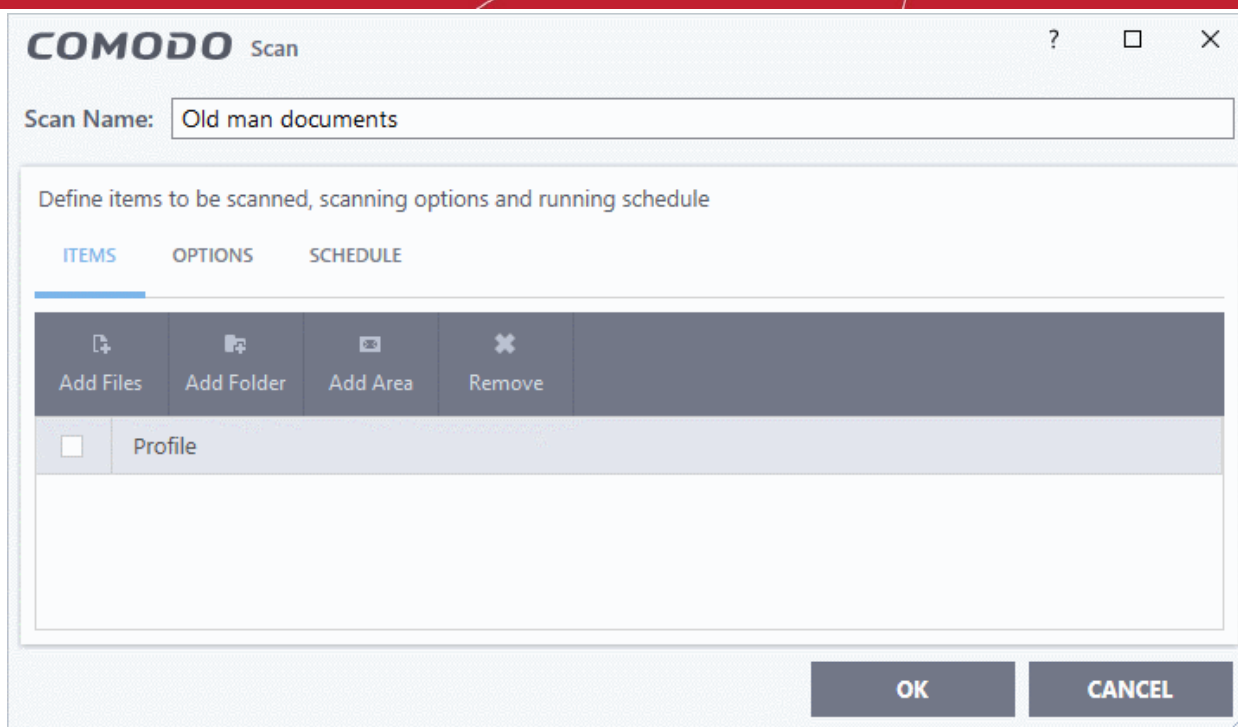 COMODO Scan ?
Scan Name: Old man documents
Define items to be scanned, scanning options and running schedule
ITEMS OPTIONS SCHEDULE
Add Files Add Folder Add Area Remove
Profile
OK CANCEL